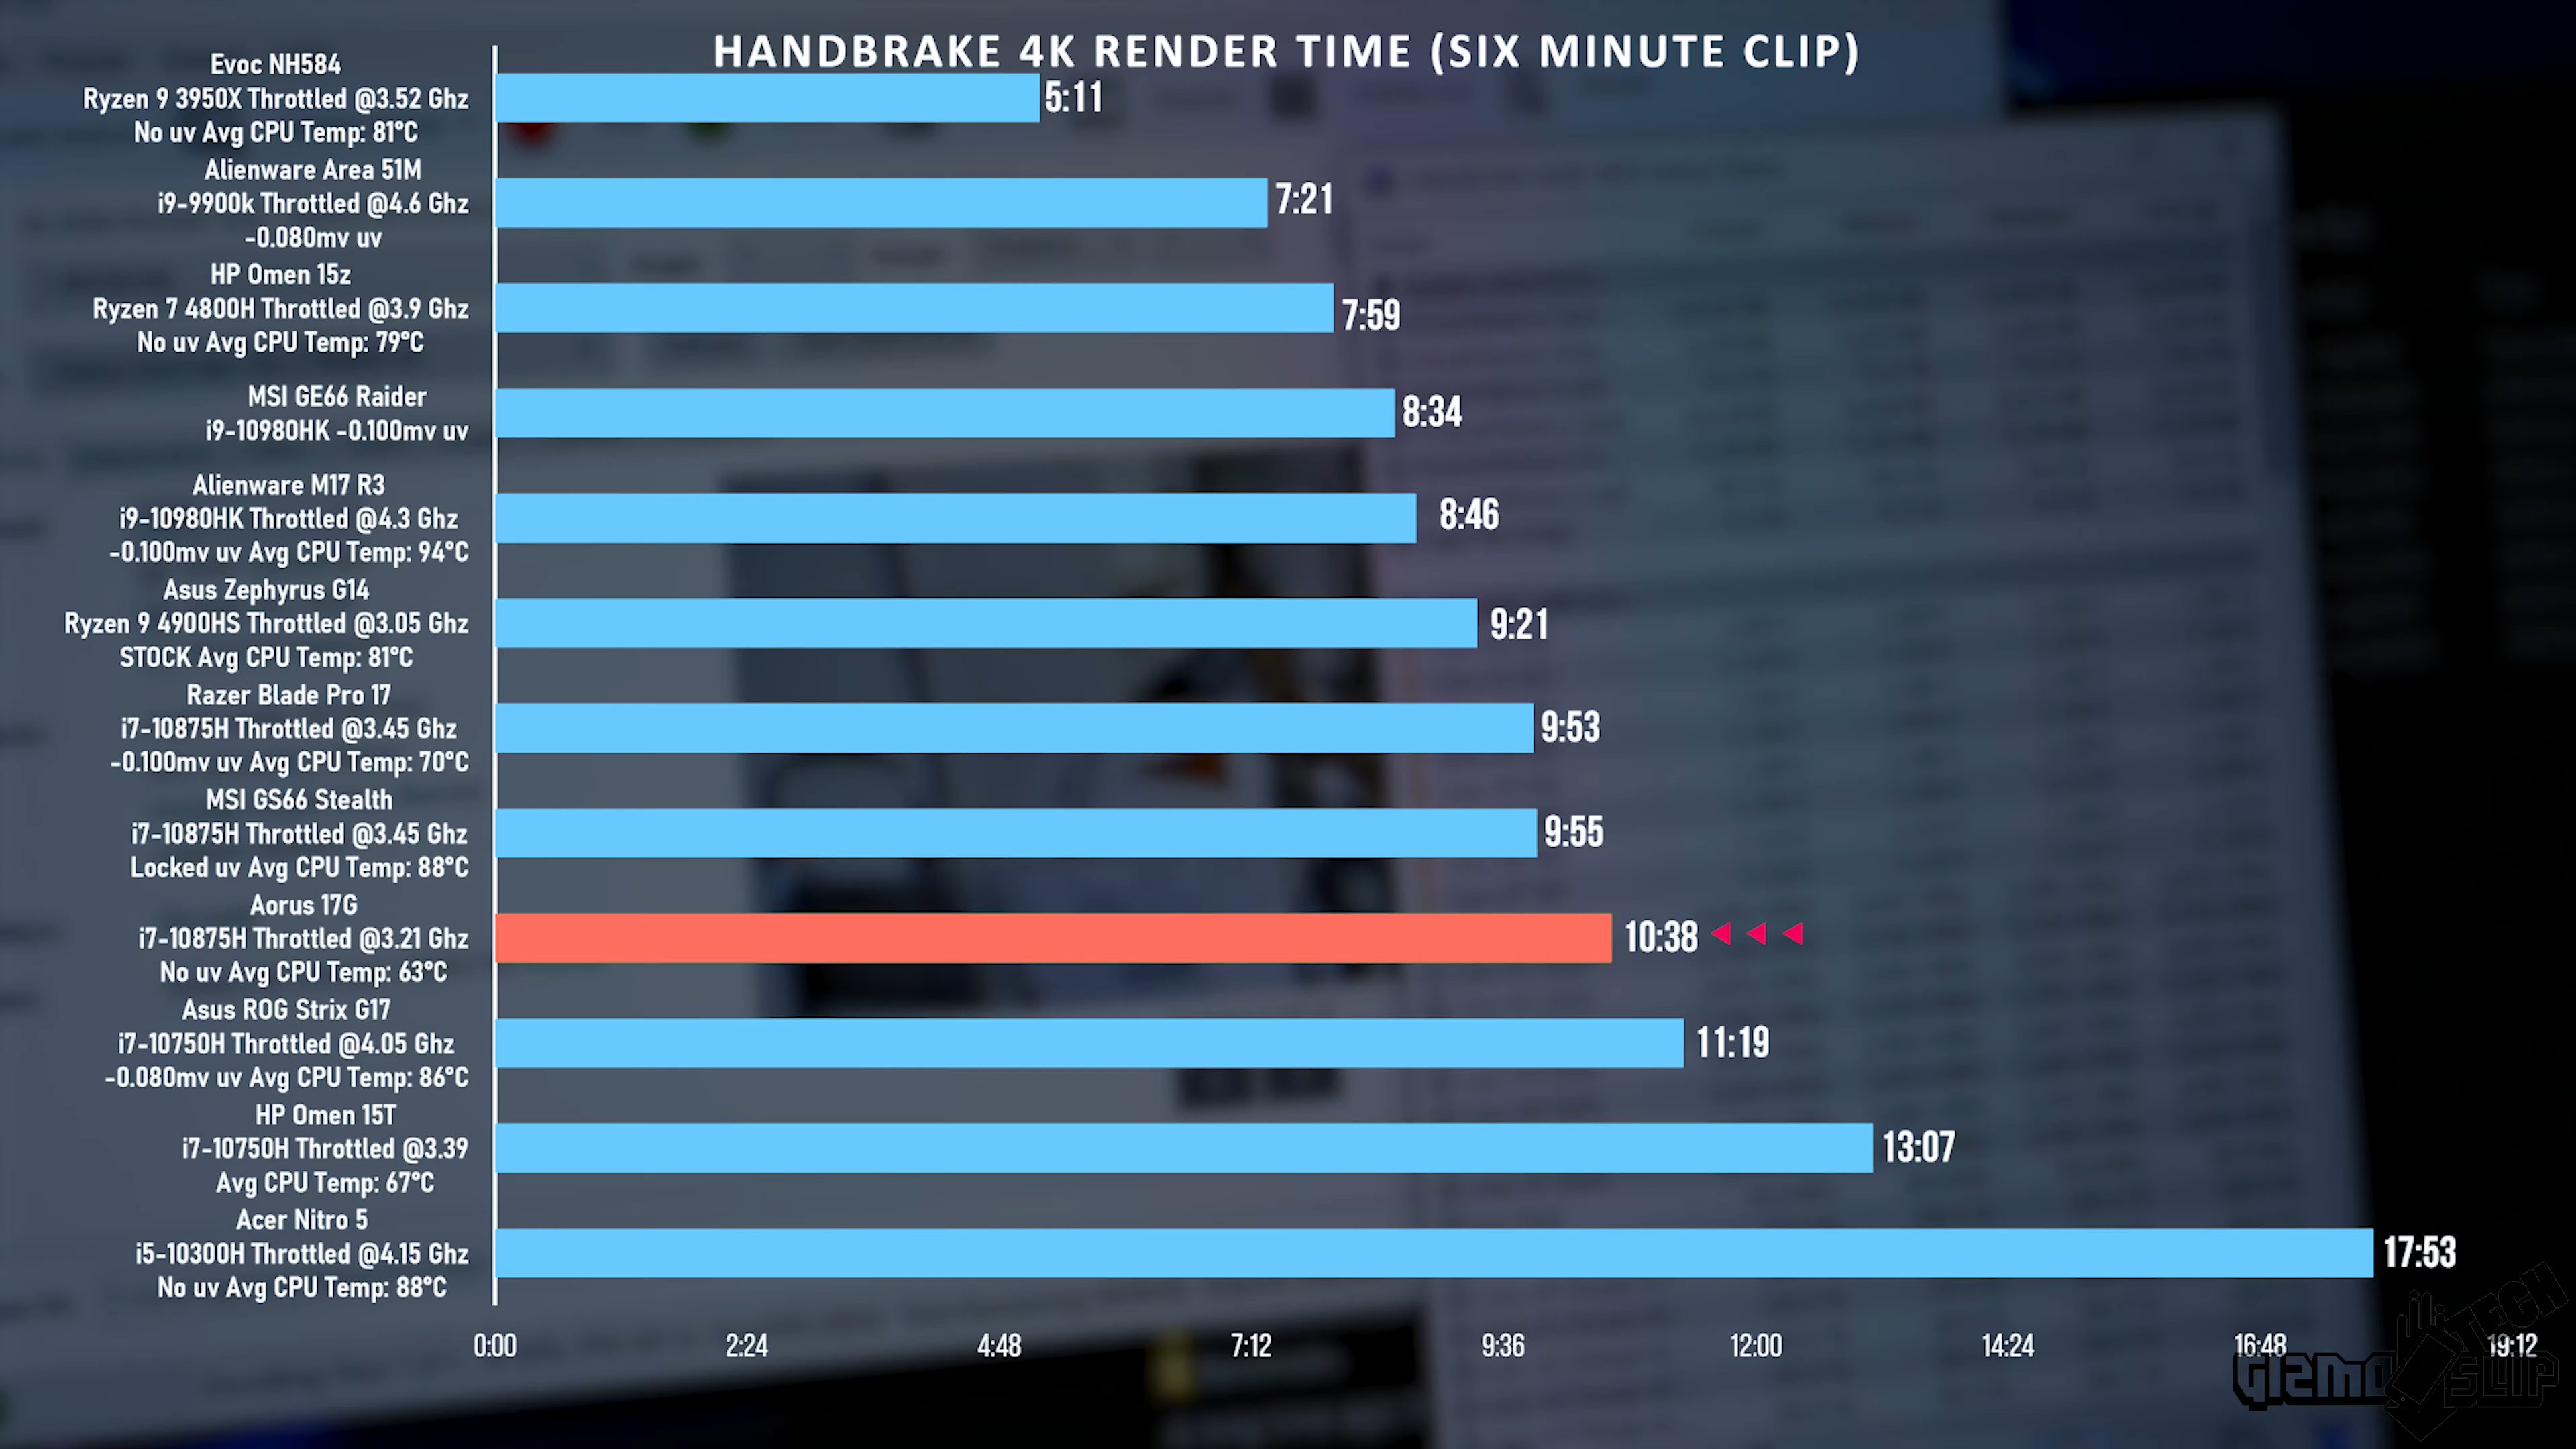 HANDBRAKE 4K RENDER TIME (SIX MINUTE CLIP)
Evoc NH584
Ryzen 9 3950X Throttled @3.52 Ghz
No uv Avg CPU Temp: 81°C
5:11
Alienware Area 51M
i9-9900k Throttled @4.6 Ghz
-0.080mv uv
7:21
HP Omen 15z
Ryzen 7 4800H Throttled @3.9 Ghz
No uv Avg CPU Temp: 79°C
7:59
MSI GE66 Raider
i9-10980HK -0.100mv uv
8:34
Alienware M17 R3
i9-10980HK Throttled @4.3 Ghz
-0.100mv uv Avg CPU Temp: 94°C
8:46
Asus Zephyrus G14
Ryzen 9 4900HS Throttled @3.05 Ghz
STOCK Avg CPU Temp: 81°C
9:21
Razer Blade Pro 17
i7-10875H Throttled @3.45 Ghz
-0.100mv uv Avg CPU Temp: 70°C
9:53
MSI GS66 Stealth
i7-10875H Throttled @3.45 Ghz
Locked uv Avg CPU Temp: 88°C
9:55
Aorus 17G
i7-10875H Throttled @3.21 Ghz
No uv Avg CPU Temp: 63°C
10:38
Asus ROG Strix G17
i7-10750H Throttled @4.05 Ghz
-0.080mv uv Avg CPU Temp: 86°C
11:19
HP Omen 15T
i7-10750H Throttled @3.39
Avg CPU Temp: 67°C
13:07
Acer Nitro 5
i5-10300H Throttled @4.15 Ghz
No uv Avg CPU Temp: 88°C
17:53
0:00 2:24 4:48 7:12 9:36 12:00 14:24 16:48 19:12
GIZMO SLIP
TECH